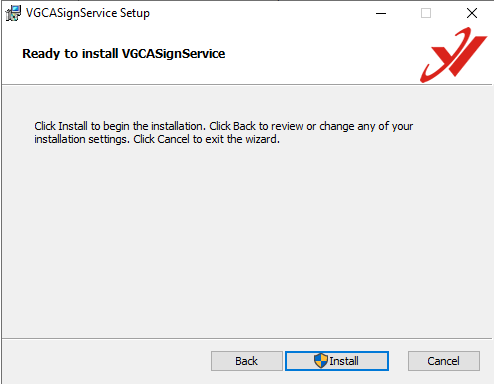 VGCASignService Setup
Ready to install VGCASignService
Click Install to begin the installation. Click Back to review or change any of your
installation settings. Click Cancel to exit the wizard.
Back
Install
Cancel